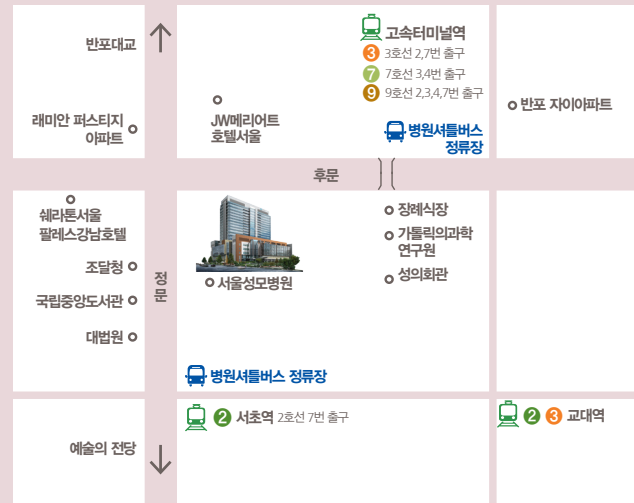 반포대교
래미안 퍼스티지
아파트
고속터미널역
3 3호선 2,7번 출구
7 7호선 3,4번 출구
9 9호선 2,3,4,7번 출구
JW메리어트
호텔서울
병원셔틀버스
정류장
반포 자이아파트
후문
쉐라톤서울
팔레스강남호텔
조달청
국립중앙도서관
대법원
정문
서울성모병원
장례식장
가톨릭의과학
연구원
성의회관
병원셔틀버스 정류장
예술의 전당
2 서초역 2호선 7번 출구
2 3 교대역